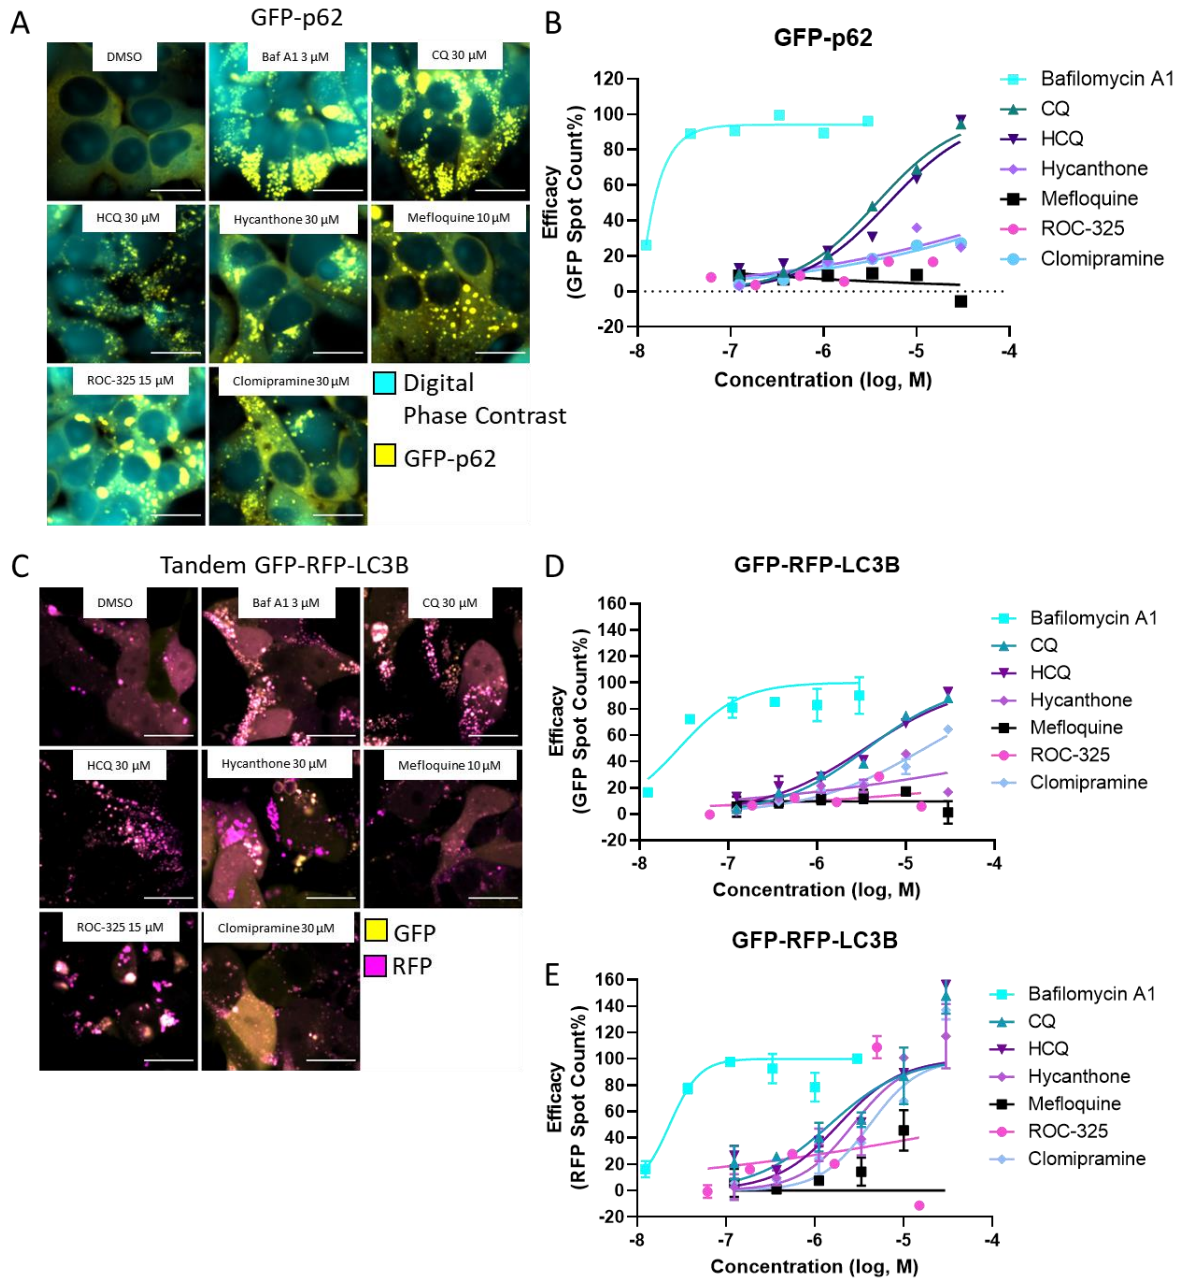 A
GFP-p62
DMSO
Baf A1 3 µM
CQ 30 µM
HCQ 30 µM
Hycanthone 30 µM
Mefloquine 10 µM
ROC-325 15 µM
Clomipramine 30 µM
Digital
Phase Contrast
GFP-p62
B
GFP-p62
Efficacy
(GFP Spot Count%)
120
100
80
60
40
20
0
-20
-8
-7
-6
-5
-4
Concentration (log, M)
Bafilomycin A1
CQ
HCQ
Hycanthone
Mefloquine
ROC-325
Clomipramine
C
Tandem GFP-RFP-LC3B
DMSO
Baf A1 3 µM
CQ 30 µM
HCQ 30 µM
Hycanthone 30 µM
Mefloquine 10 µM
ROC-325 15 µM
Clomipramine 30 µM
GFP
RFP
D
GFP-RFP-LC3B
Efficacy
(GFP Spot Count%)
160
140
120
100
80
60
40
20
0
-20
-8
-7
-6
-5
-4
Concentration (log, M)
Bafilomycin A1
CQ
HCQ
Hycanthone
Mefloquine
ROC-325
Clomipramine
E
GFP-RFP-LC3B
Efficacy
(RFP Spot Count%)
160
140
120
100
80
60
40
20
0
-20
-8
-7
-6
-5
-4
Concentration (log, M)
Bafilomycin A1
CQ
HCQ
Hycanthone
Mefloquine
ROC-325
Clomipramine